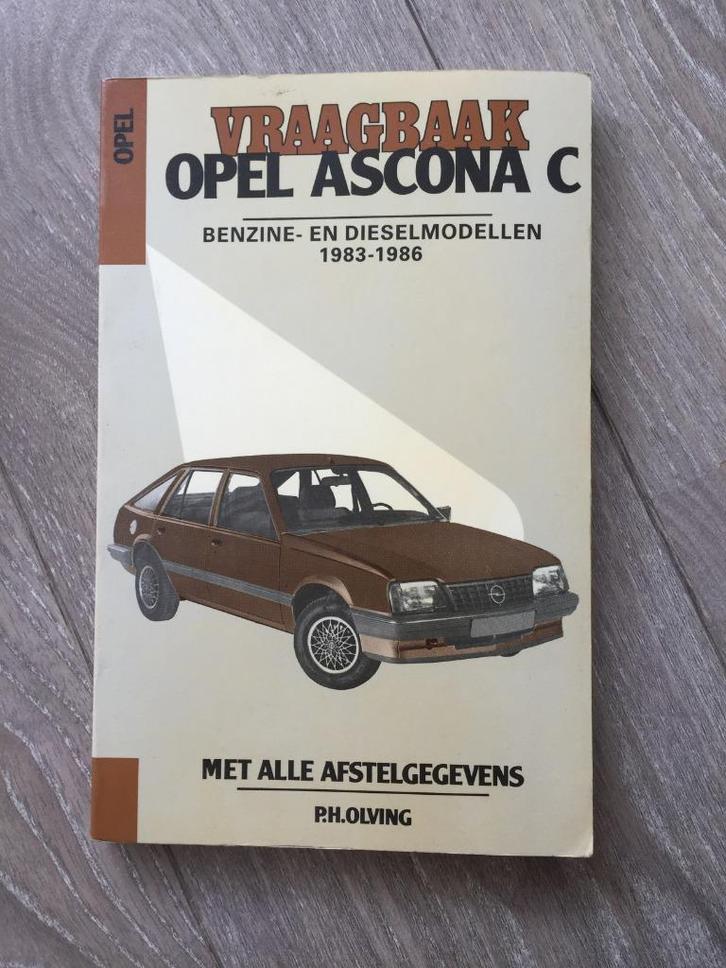 OPEL
VRAAGBAAK
OPEL ASCONA C
BENZINE- EN DIESELMODELLEN
1983-1986
MET ALLE AFSTELGEGEVENS
P.H.OLVING